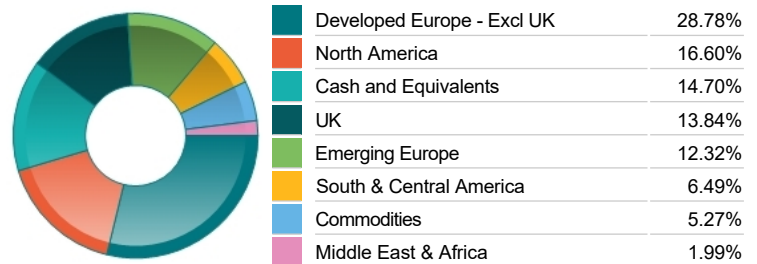 Developed Europe - Excl UK 28.78%
North America 16.60%
Cash and Equivalents 14.70%
UK 13.84%
Emerging Europe 12.32%
South & Central America 6.49%
Commodities 5.27%
Middle East & Africa 1.99%